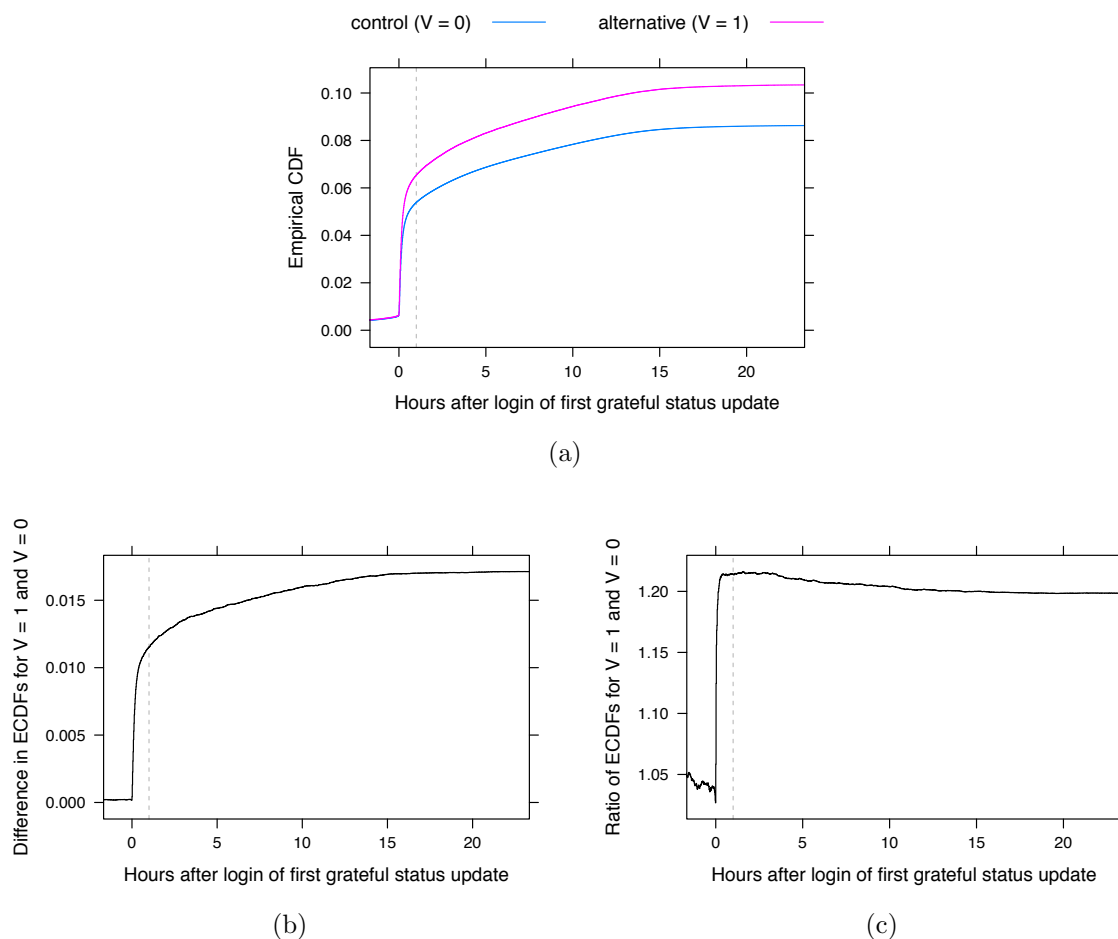 control (V = 0) alternative (V = 1)
Empirical CDF
0.10
0.08
0.06
0.04
0.02
0.00
0 5 10 15 20
Hours after login of first grateful status update
(a)
Difference in ECDFs for V = 1 and V = 0
0.015
0.010
0.005
0.000
0 5 10 15 20
Hours after login of first grateful status update
(b)
Ratio of ECDFs for V = 1 and V = 0
1.20
1.15
1.10
1.05
0 5 10 15 20
Hours after login of first grateful status update
(c)